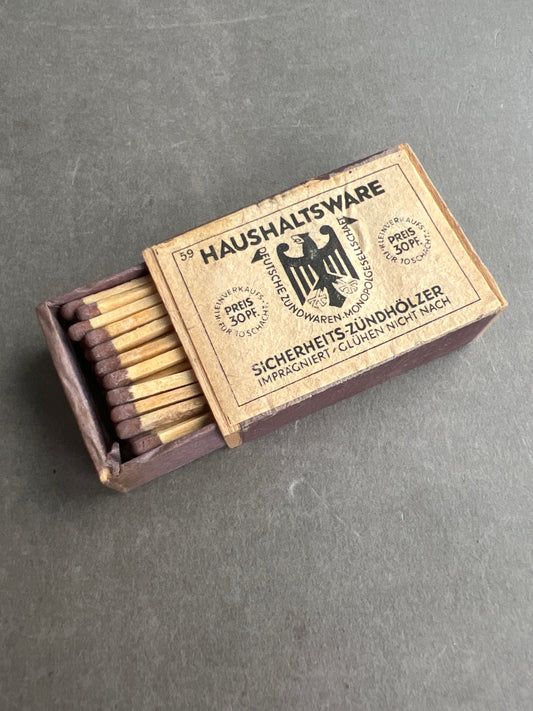 59
HAUSHALTSWARE
DEUTSCHE ZÜNDWAREN-MONOPOLGESELLSCHAFT
KLEINVERKAUFS-
PREIS
30 PF.
FÜR 10 SCHACHT.
KLEINVERKAUFS-
PREIS
30 PF.
FÜR 10 SCHACHT.
SICHERHEITS-ZÜNDHÖLZER
IMPRÄGNIERT, GLÜHEN NICHT NACH